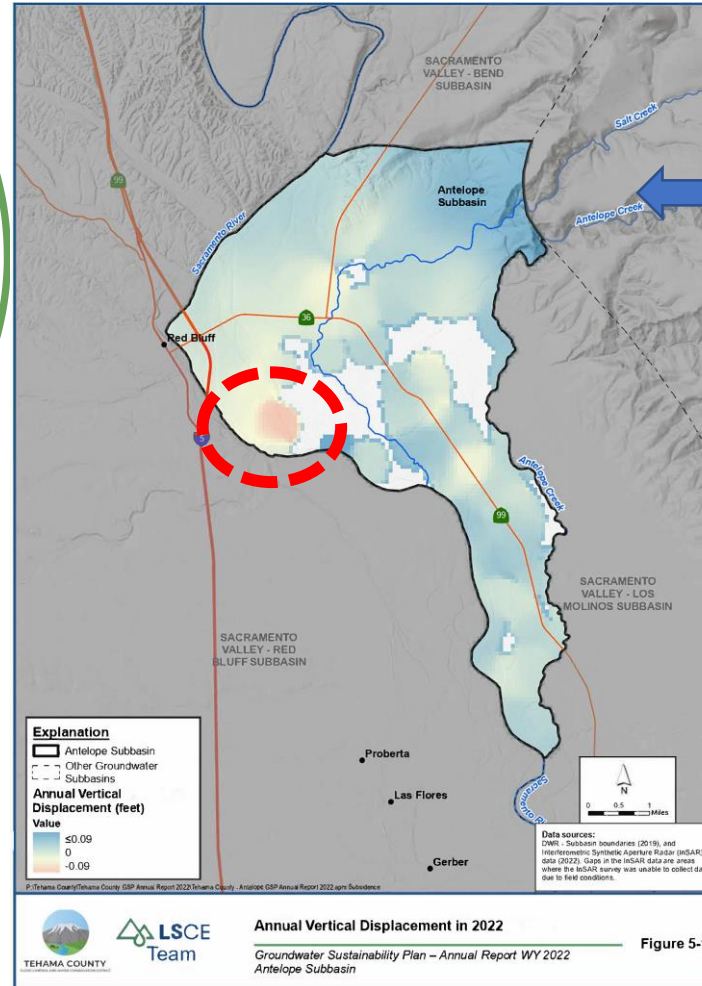 SACRAMENTO
VALLEY - BEND
SUBBASIN
Salt Creek
99
Antelope
Subbasin
Antelope Creek
Sacramento River
36
Red Bluff
5
Antelope Creek
99
SACRAMENTO
VALLEY - LOS
MOLINOS SUBBASIN
SACRAMENTO
VALLEY - RED
BLUFF SUBBASIN
Proberta
Las Flores
Gerber
Sacramento Ri
Explanation
Antelope Subbasin
Other Groundwater
Subbasins
Annual Vertical
Displacement (feet)
Value
≤0.09
0
-0.09
N
0 0.5 1
Miles
Data sources:
DWR - Subbasin boundaries (2019), and
Interferometric Synthetic Aperture Radar (InSAR)
data (2022). Gaps in the InSAR data are areas
where the InSAR survey was unable to collect da
due to field conditions.
P:\Tehama County\Tehama County GSP Annual Report 2022\Tehama County - Antelope GSP Annual Report 2022.aprx Subsidence
TEHAMA COUNTY
LSCE
Team
Annual Vertical Displacement in 2022
Groundwater Sustainability Plan – Annual Report WY 2022
Antelope Subbasin
Figure 5-